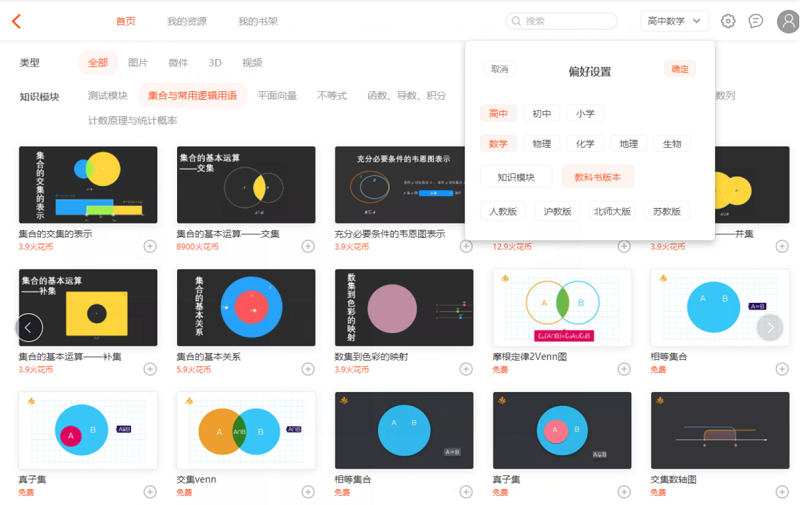 首页 我的资源 我的书架 搜索 高中数学
类型 全部 图片 微件 3D 视频
知识模块 测试模块 集合与常用逻辑用语 平面向量 不等式 函数、导数、积分 数列
计数原理与统计概率
取消 偏好设置 确定
高中 初中 小学
数学 物理 化学 地理 生物
知识模块 教科书版本
人教版 沪教版 北师大版 苏教版
集合的交集的表示
集合的基本运算
——交集
充分必要条件的韦恩图表示
集合的交集的表示 集合的基本运算——交集 充分必要条件的韦恩图表示 ——并集
3.9火花币 8900火花币 3.9火花币 12.9火花币 3.9火花币
集合的基本运算
——补集
集合的基本关系
数集到色彩的映射
A B
C∪(A∩B)=C∪A∪C∪B
A B
A=B
集合的基本运算——补集 集合的基本关系 数集到色彩的映射 摩根定律2Venn图 相等集合
3.9火花币 5.9火花币 3.9火花币 免费 免费
A B
A A∩B B
A∩B
A B
A=B
A B
真子集 交集venn 相等集合 真子集 交集数轴图
免费 免费 免费 免费 免费